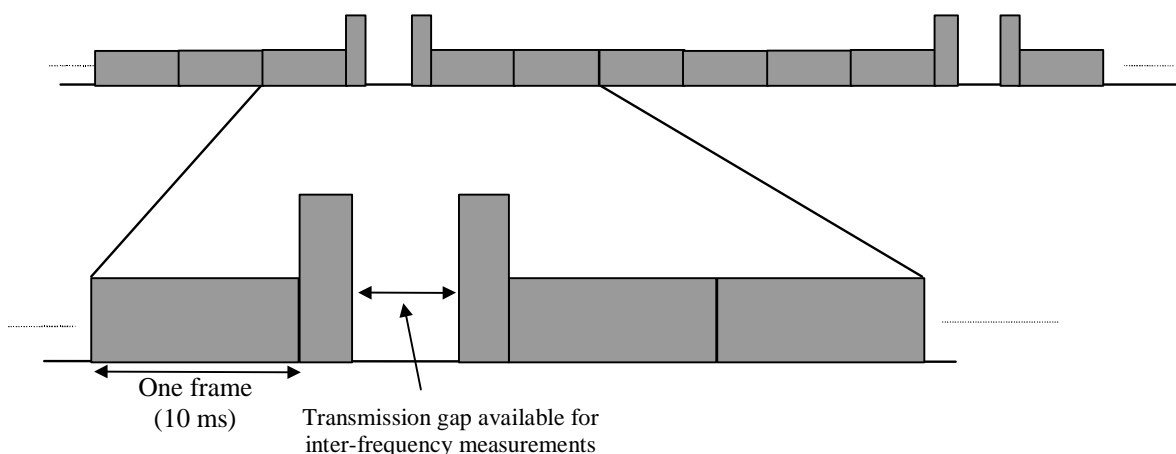 One frame
(10 ms)
Transmission gap available for
inter-frequency measurements